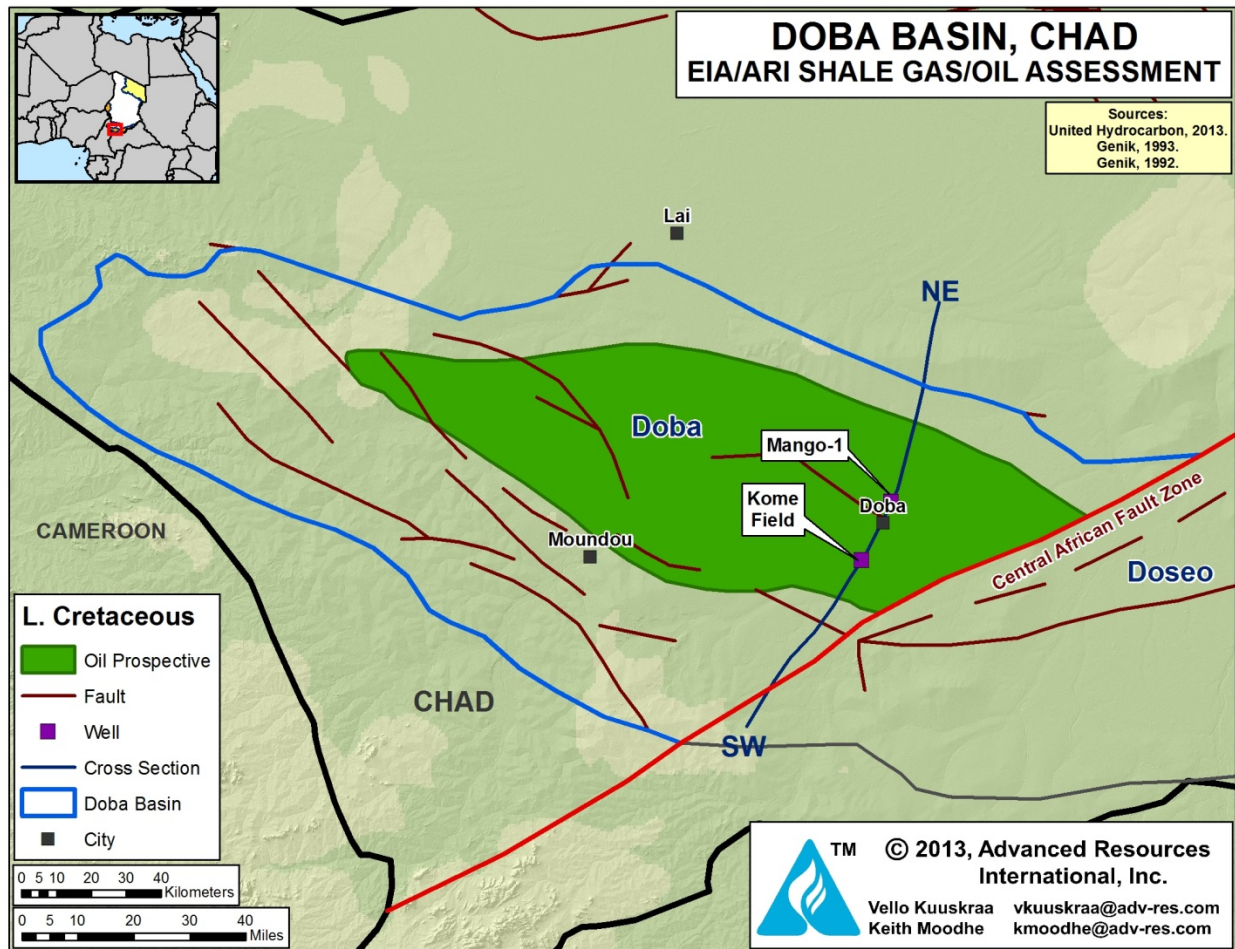 DOBA BASIN, CHAD
EIA/ARI SHALE GAS/OIL ASSESSMENT
Sources:
United Hydrocarbon, 2013.
Genik, 1993.
Genik, 1992.
Lai
NE
Doba
Mango-1
Kome
Field
Doba
Central African Fault Zone
CAMEROON
Moundou
Doseo
CHAD
SW
L. Cretaceous
Oil Prospective
Fault
Well
Cross Section
Doba Basin
City
0 5 10 20 30 40
Kilometers
0 5 10 20 30 40
Miles
TM
© 2013, Advanced Resources
International, Inc.
Vello Kuuskraa vkuuskraa@adv-res.com
Keith Moodhe kmoodhe@adv-res.com